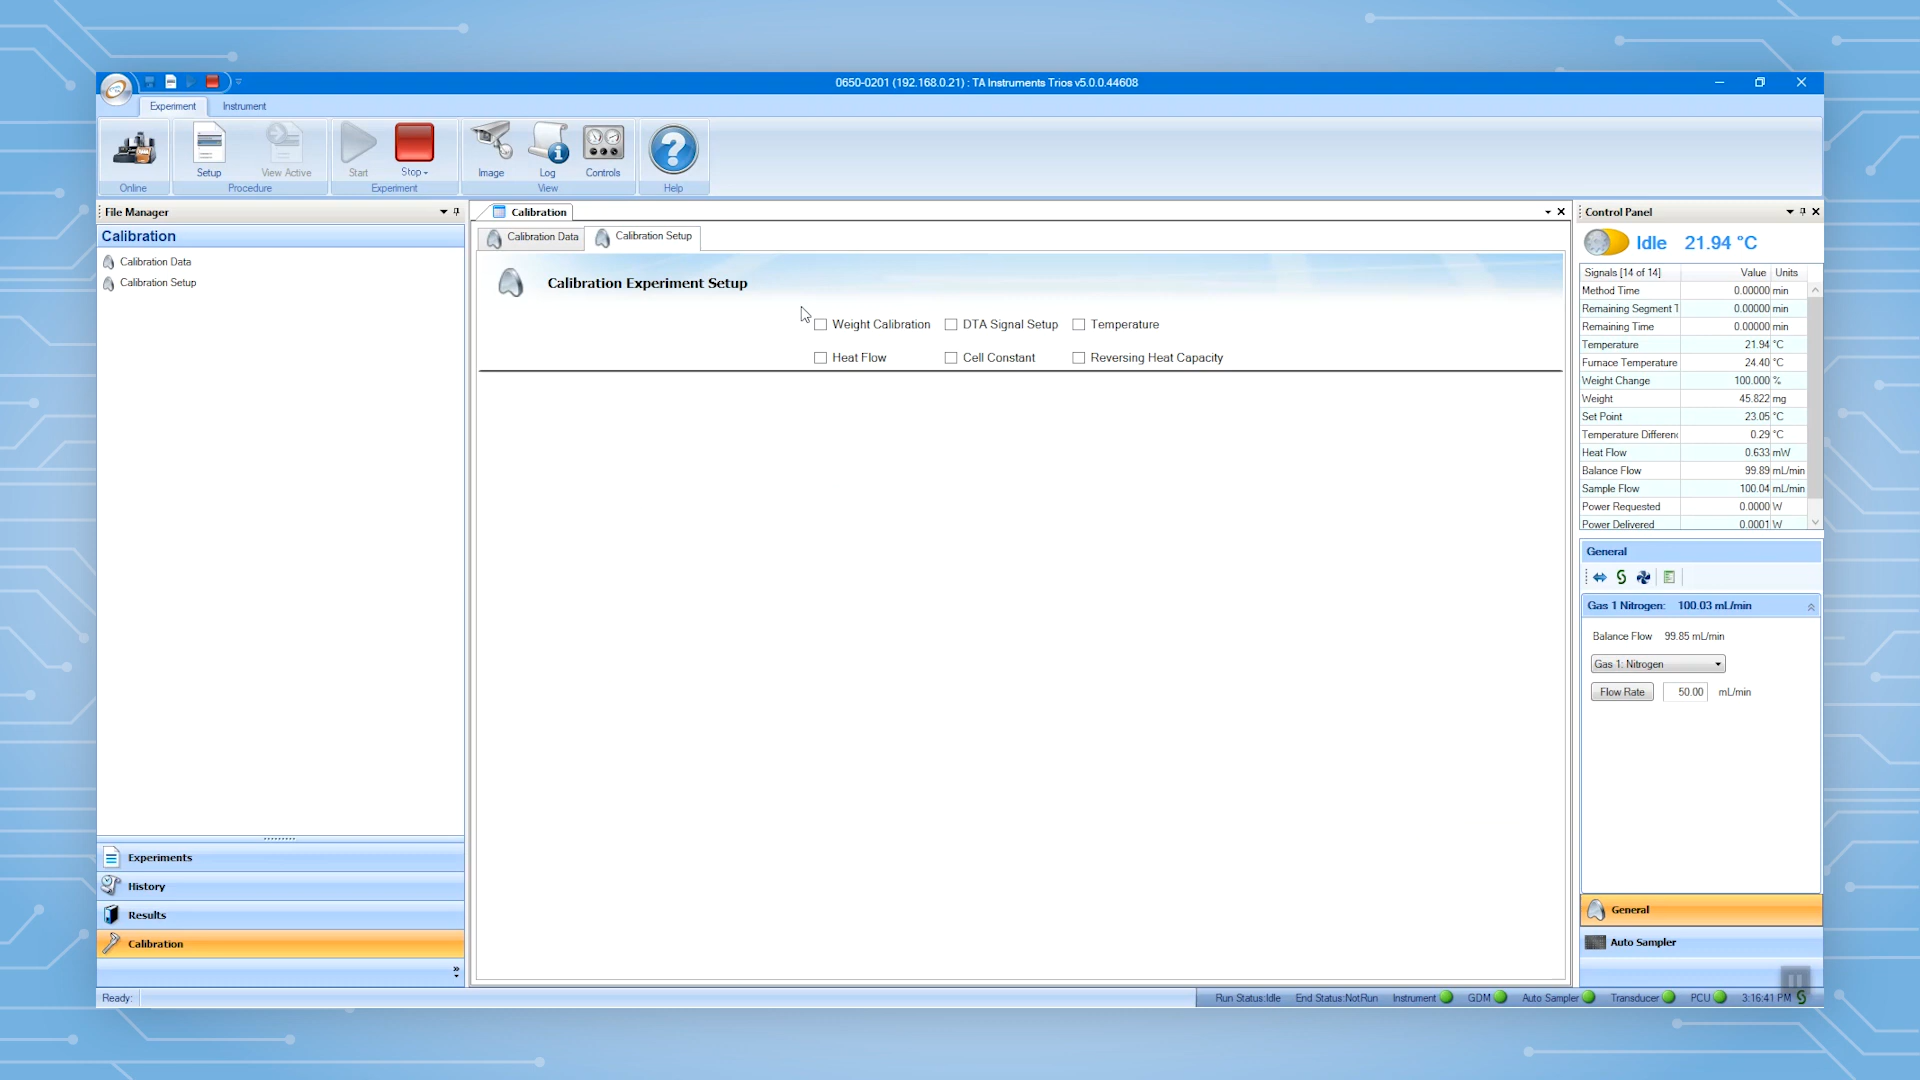 0650-0201 (192.168.0.21) : TA Instruments Trios v5.0.0.44608
Experiment Instrument
Setup View Active Start Stop Image Log Controls
Online Procedure Experiment View Help
File Manager
Calibration
Calibration Data
Calibration Setup
Experiments
History
Results
Calibration
Ready:
Calibration
Calibration Data Calibration Setup
Calibration Experiment Setup
Weight Calibration DTA Signal Setup Temperature
Heat Flow Cell Constant Reversing Heat Capacity
Control Panel
Idle 21.94 °C
Signals [14 of 14] Value Units
Method Time 0.00000 min
Remaining Segment T 0.00000 min
Remaining Time 0.00000 min
Temperature 21.94 °C
Furnace Temperature 24.40 °C
Weight Change 100.000 %
Weight 45.822 mg
Set Point 23.05 °C
Temperature Differenc 0.29 °C
Heat Flow 0.633 mW
Balance Flow 99.89 mL/min
Sample Flow 100.04 mL/min
Power Requested 0.0000 W
Power Delivered 0.0001 W
General
Gas 1 Nitrogen: 100.03 mL/min
Balance Flow 99.85 mL/min
Gas 1: Nitrogen
Flow Rate 50.00 mL/min
General
Auto Sampler
Run Status:Idle End Status:NotRun Instrument GDM Auto Sampler Transducer PCU 3:16:41 PM